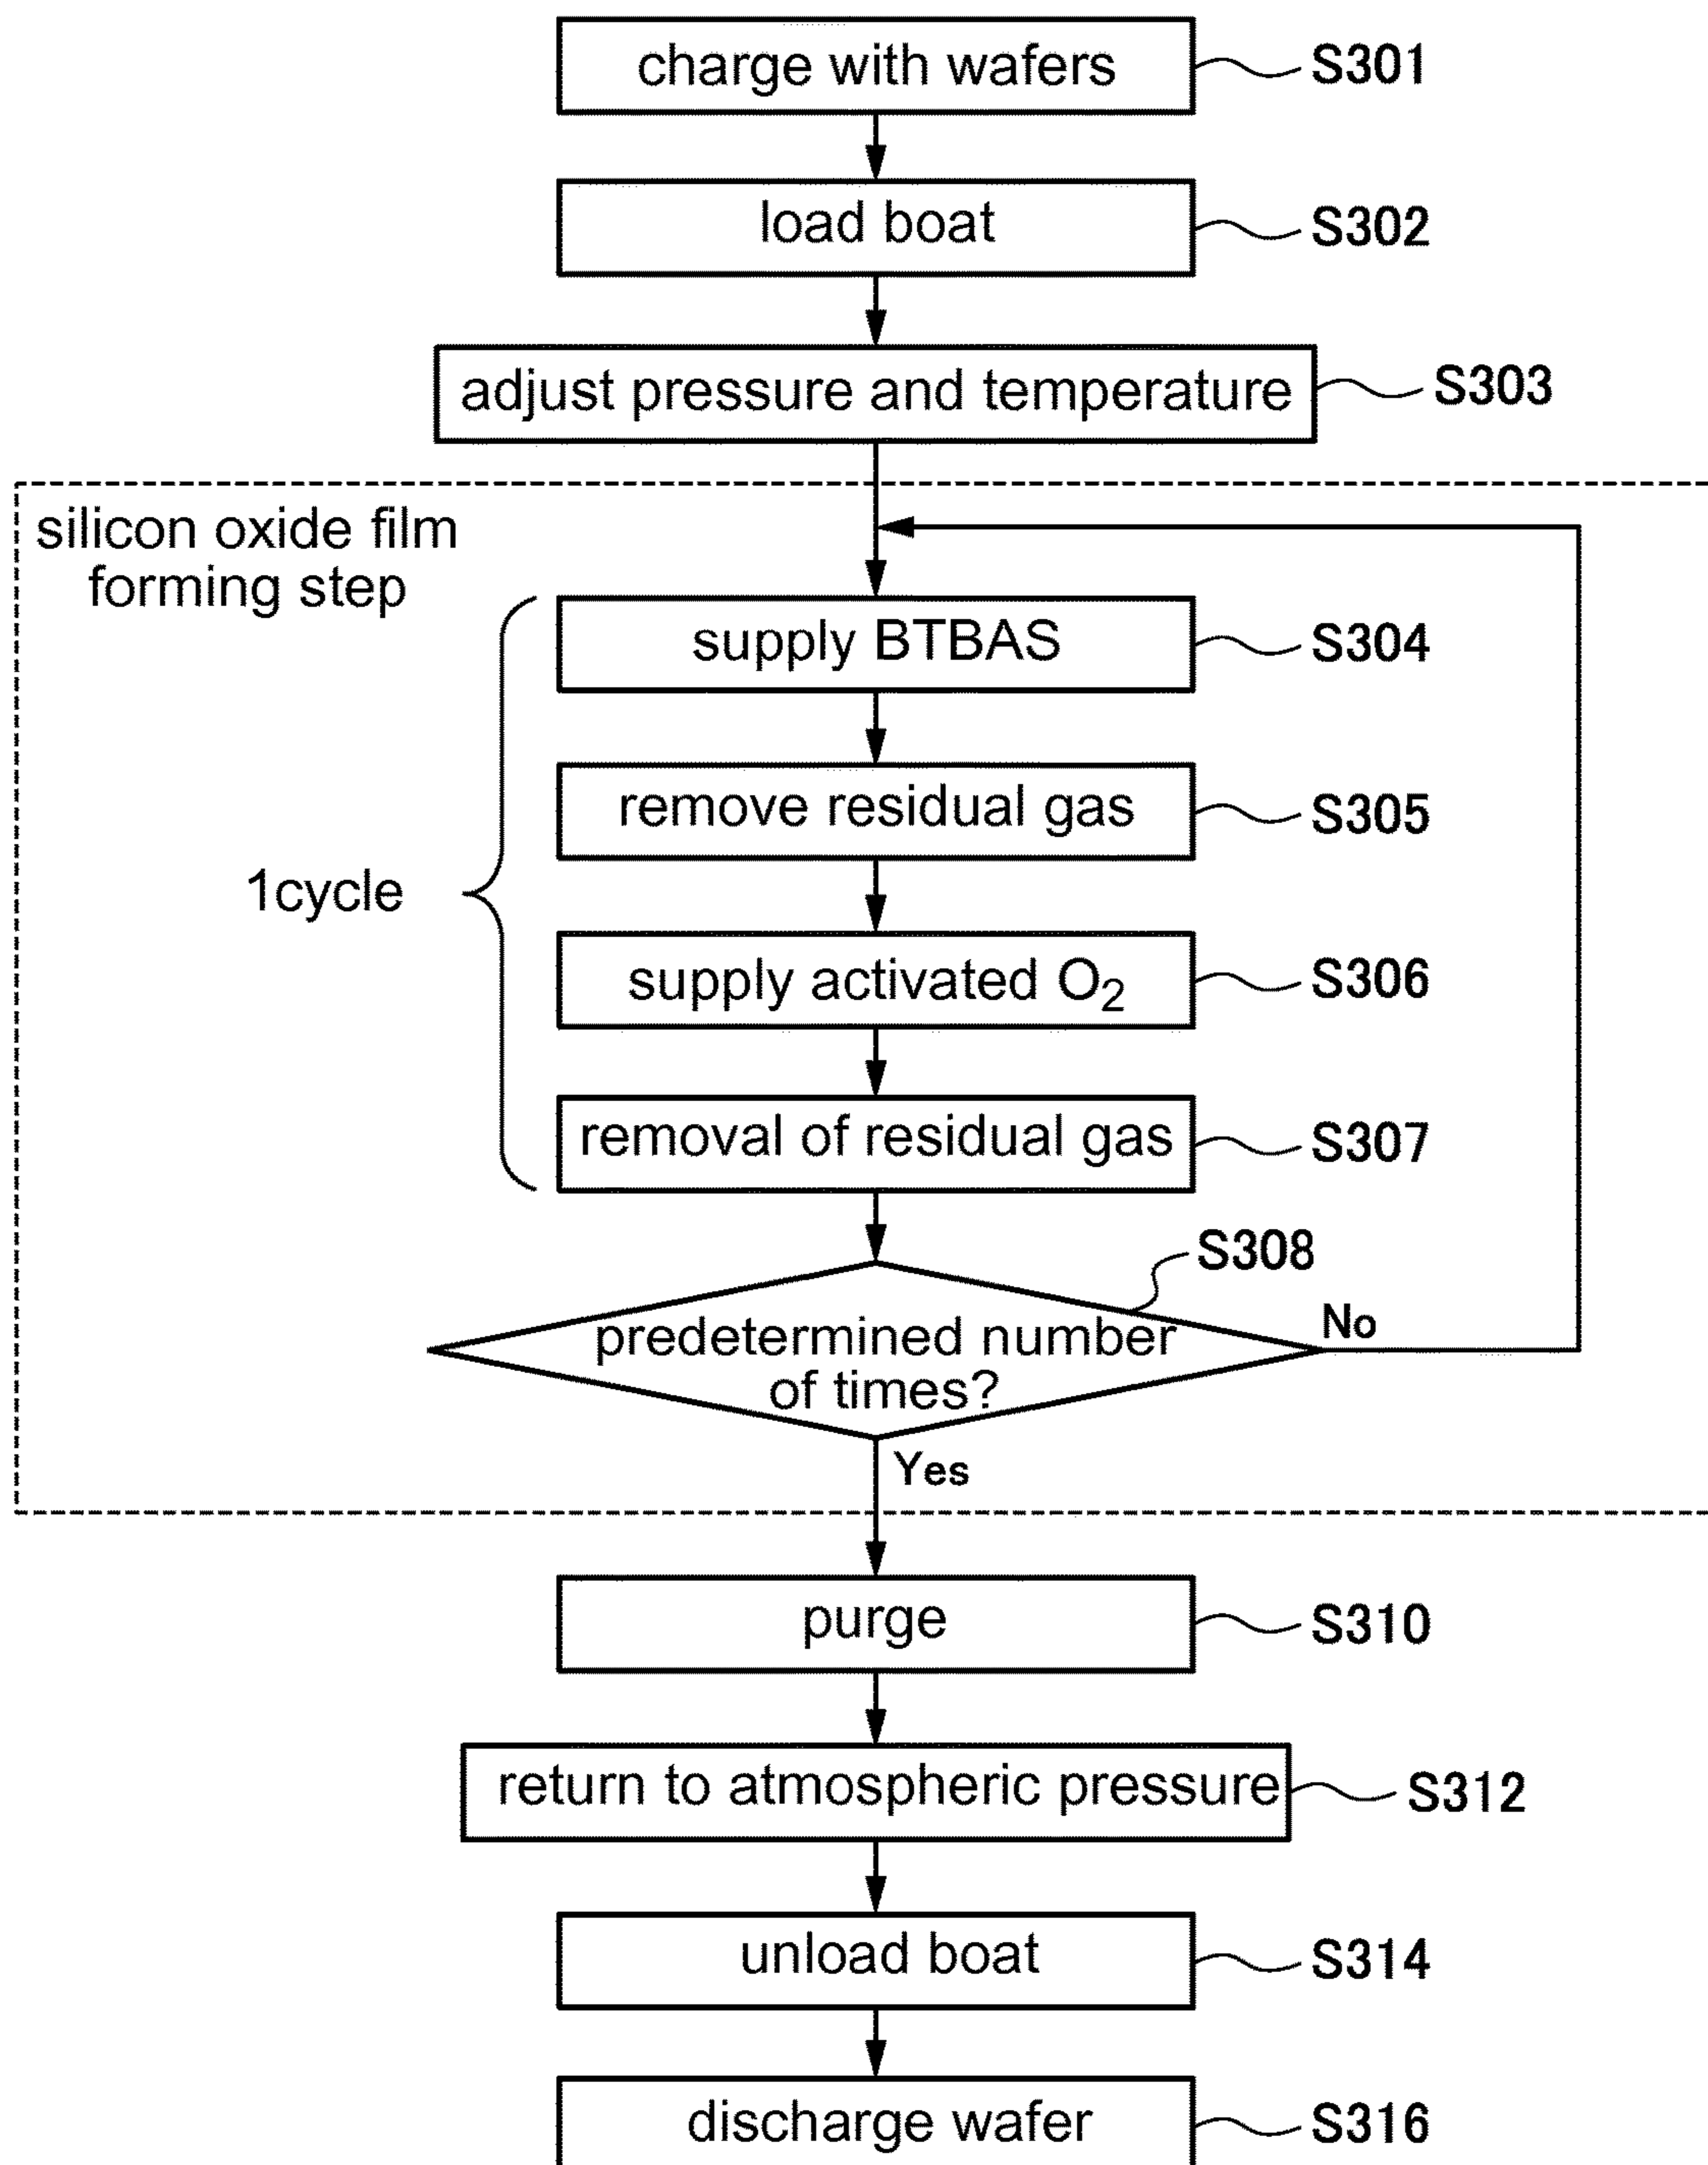 charge with wafers
S301
load boat
S302
adjust pressure and temperature
S303
silicon oxide film
forming step
supply BTBAS
S304
remove residual gas
S305
1cycle
supply activated O₂
S306
removal of residual gas
S307
S308
predetermined number
of times?
No
Yes
purge
S310
return to atmospheric pressure
S312
unload boat
S314
discharge wafer
S316